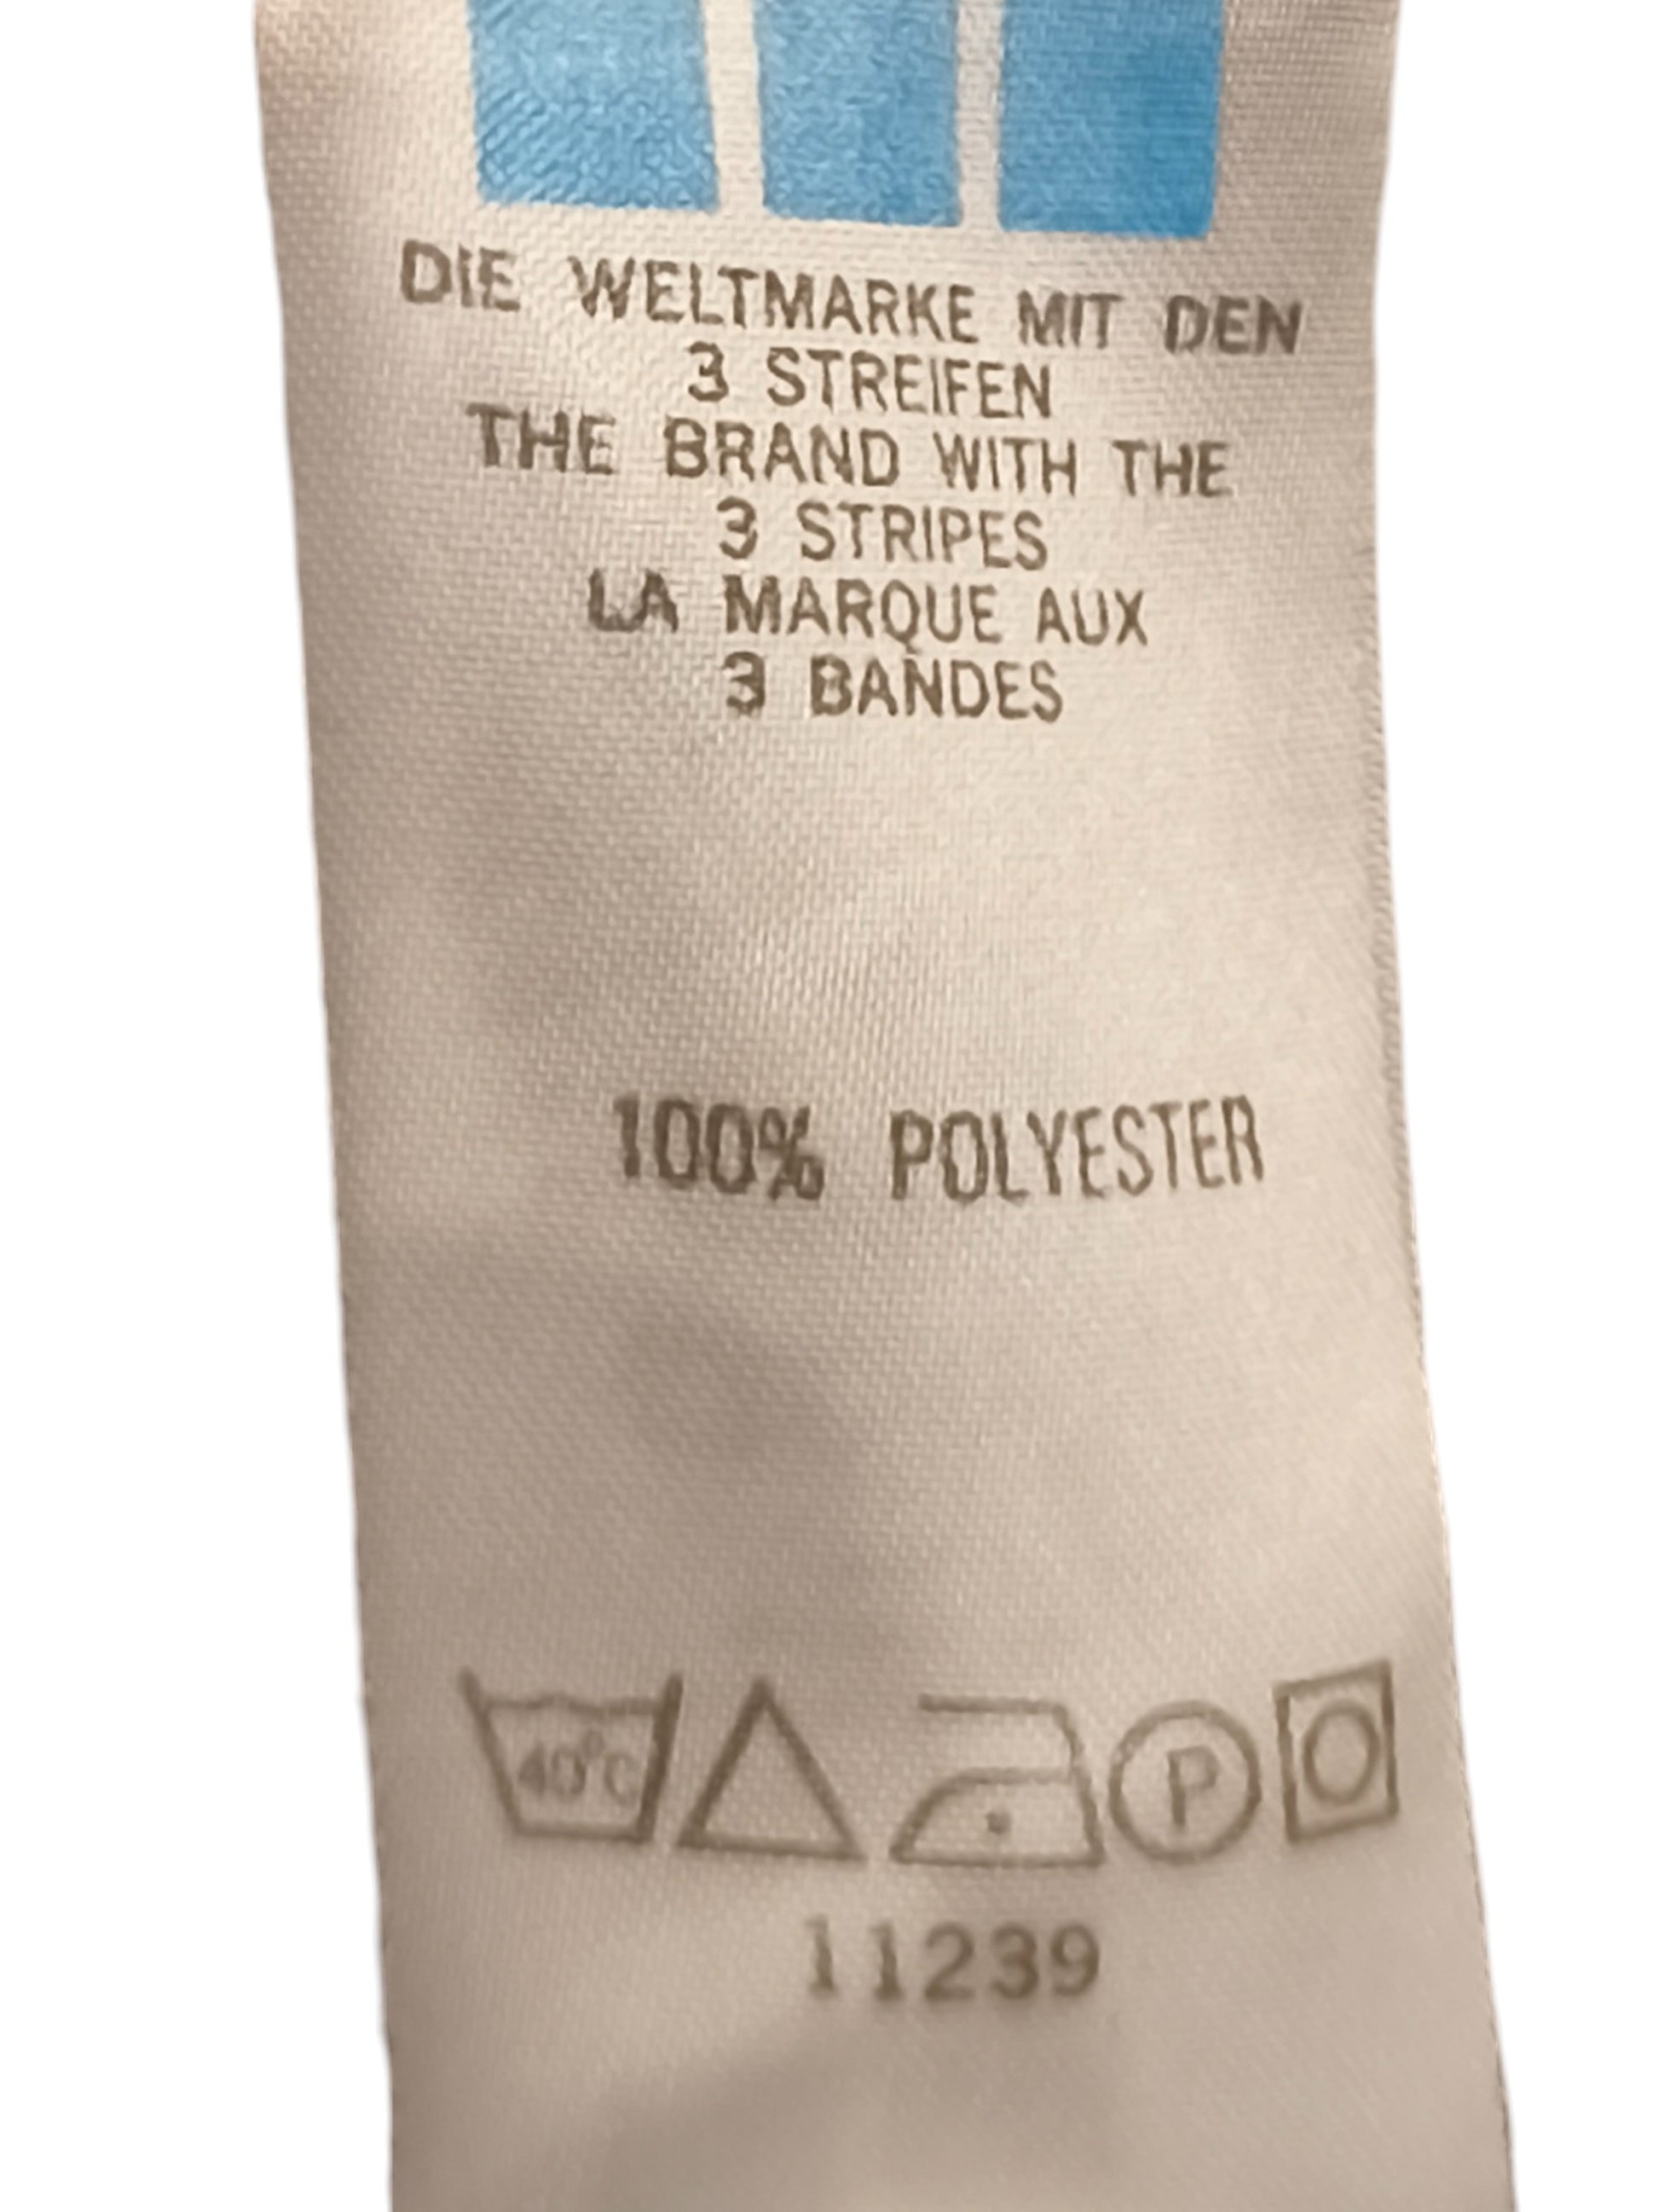 DIE WELTMARKE MIT DEN
3 STREIFEN
THE BRAND WITH THE
3 STRIPES
LA MARQUE AUX
3 BANDES
100% POLYESTER
40°C P
11239